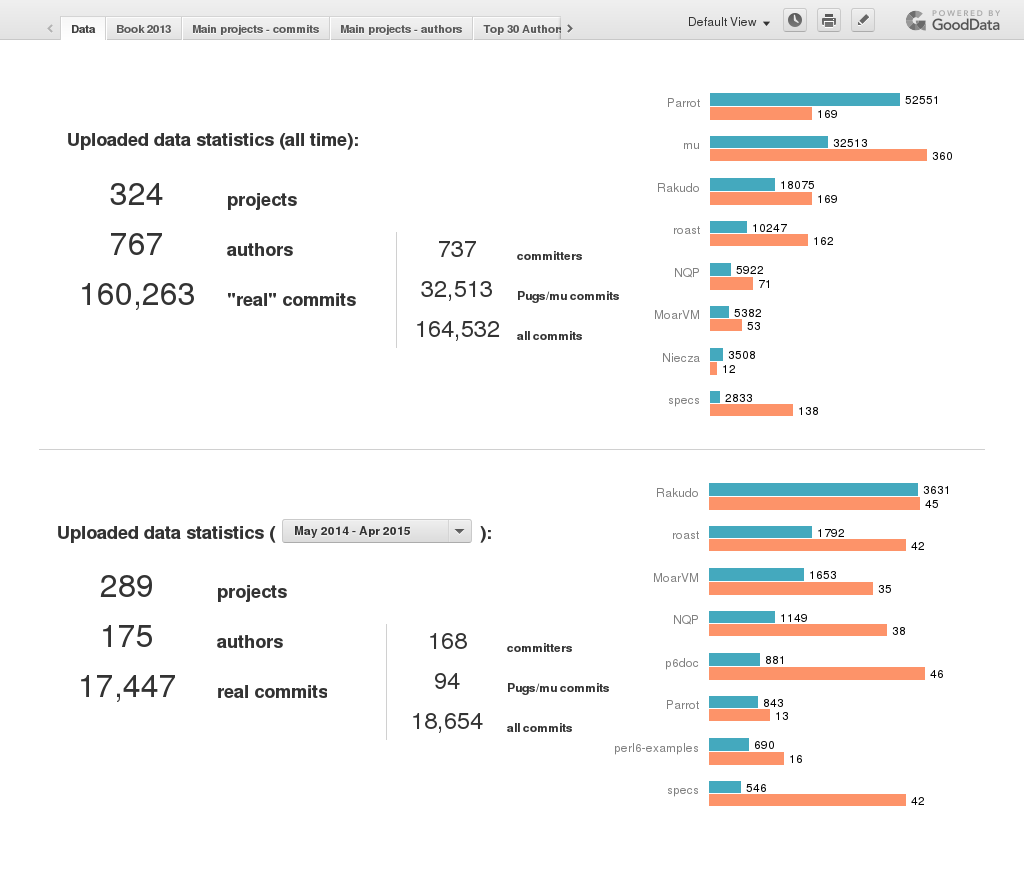 Data
Book 2013
Main projects - commits
Main projects - authors
Top 30 Author
Default View
POWERED BY
GoodData
Uploaded data statistics (all time):
324 projects
767 authors
160,263 "real" commits
737 committers
32,513 Pugs/mu commits
164,532 all commits
Parrot 52551
169
mu 32513
360
Rakudo 18075
169
roast 10247
162
NQP 5922
71
MoarVM 5382
53
Niecza 3508
12
specs 2833
138
Uploaded data statistics ( May 2014 - Apr 2015 ):
289 projects
175 authors
17,447 real commits
168 committers
94 Pugs/mu commits
18,654 all commits
Rakudo 3631
45
roast 1792
42
MoarVM 1653
35
NQP 1149
38
p6doc 881
46
Parrot 843
13
perl6-examples 690
16
specs 546
42